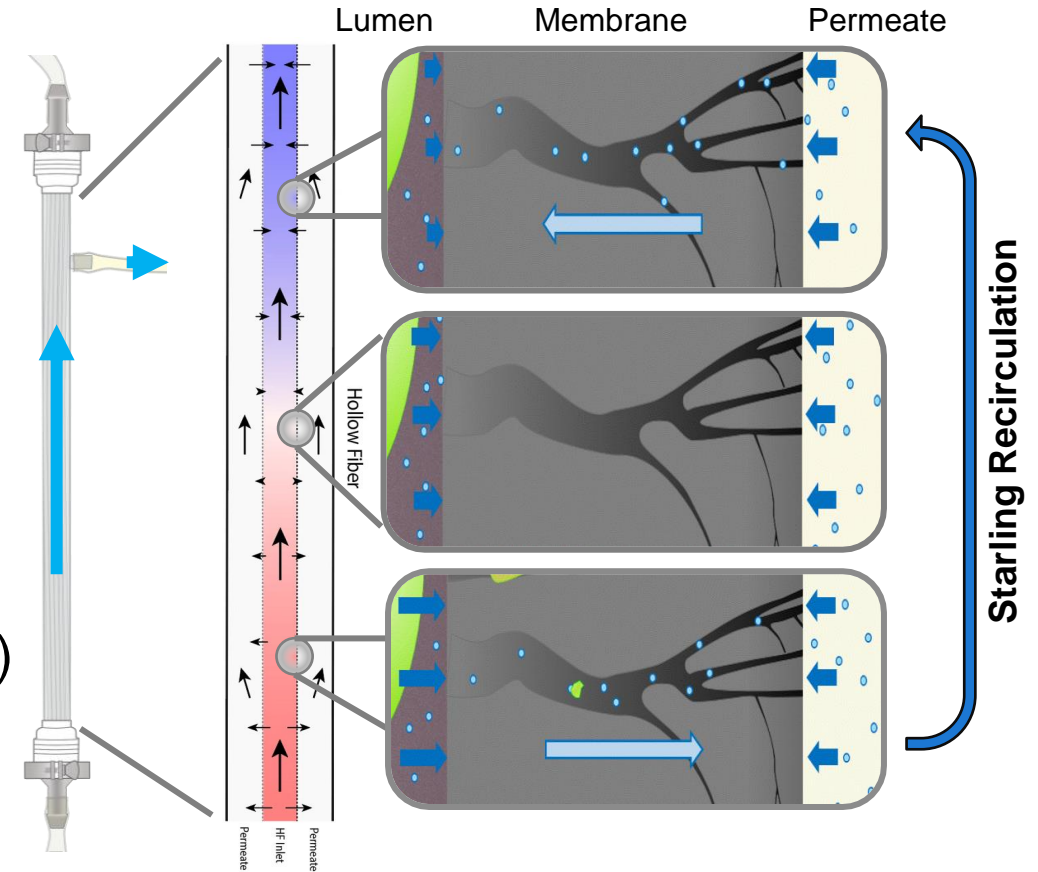 Lumen
Membrane
Permeate
Hollow Fiber
Starling Recirculation
)
Permeate
HF Inlet
Permeate